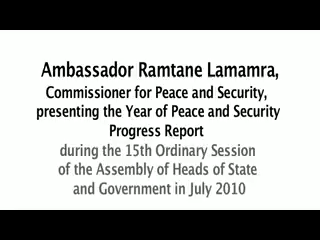 Ambassador Ramtane Lamamra,
Commissioner for Peace and Security,
presenting the Year of Peace and Security
Progress Report
during the 15th Ordinary Session
of the Assembly of Heads of State
and Government in July 2010